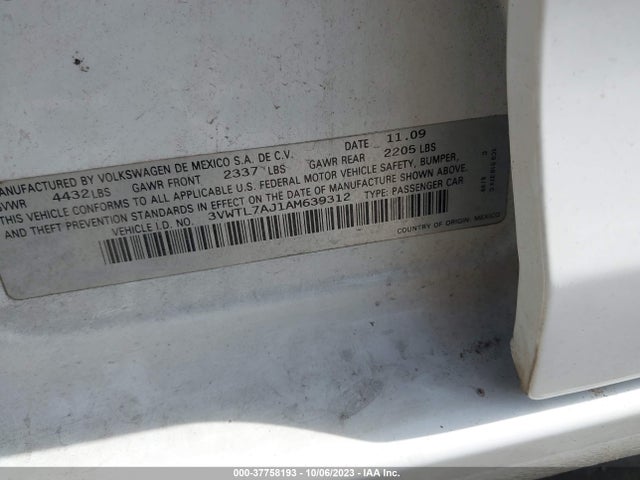 MANUFACTURED BY VOLKSWAGEN DE MEXICO S.A. DE C.V. DATE 11.09
GVWR 4432 LBS GAWR FRONT 2337 LBS GAWR REAR 2205 LBS
THIS VEHICLE CONFORMS TO ALL APPLICABLE U.S. FEDERAL MOTOR VEHICLE SAFETY, BUMPER,
AND THEFT PREVENTION STANDARDS IN EFFECT ON THE DATE OF MANUFACTURE SHOWN ABOVE.
VEHICLE I.D. NO. 3VWTL7AJ1AM639312 TYPE: PASSENGER CAR
COUNTRY OF ORIGIN: MEXICO
000-37758193 - 10/06/2023 - IAA Inc.